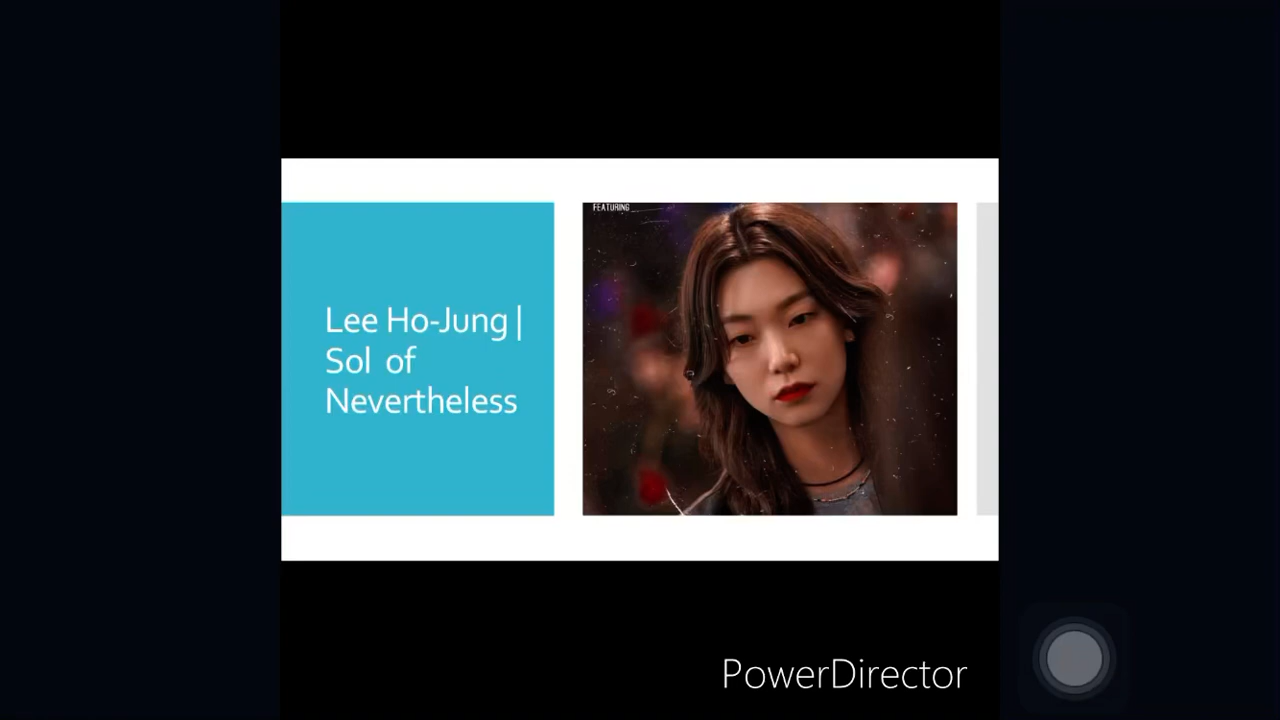 FEATURING
Lee Ho-Jung |
Sol of
Nevertheless
PowerDirector